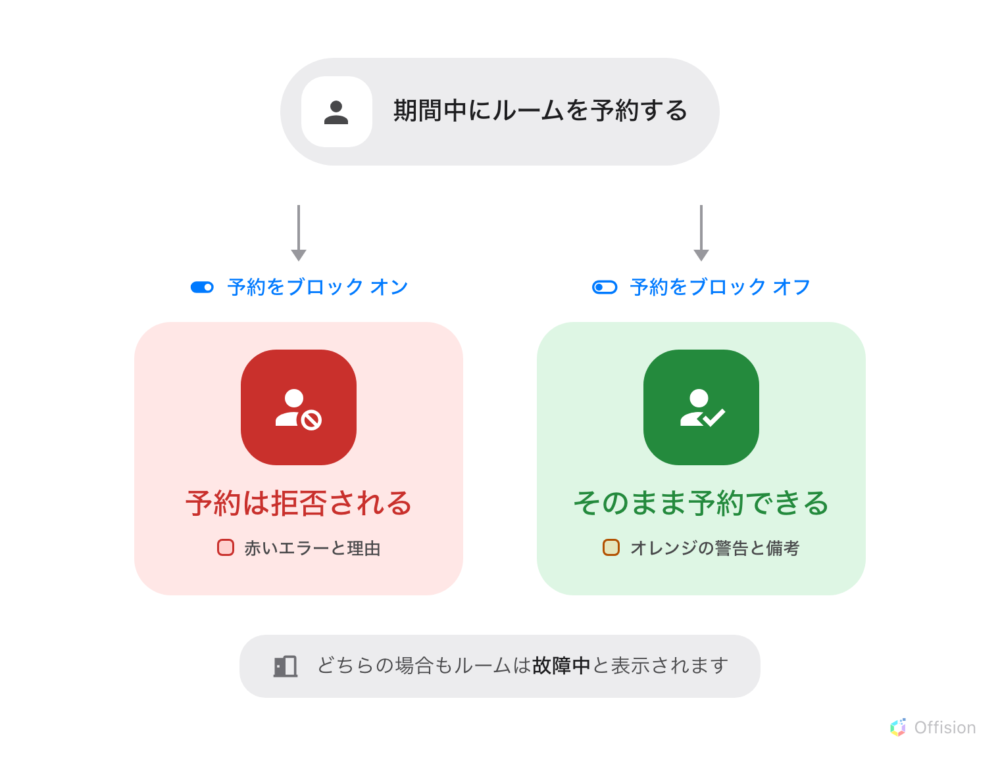 期間中にルームを予約する
予約をブロック オン
予約をブロック オフ
予約は拒否される
赤いエラーと理由
そのまま予約できる
オレンジの警告と備考
どちらの場合もルームは故障中と表示されます
Offision